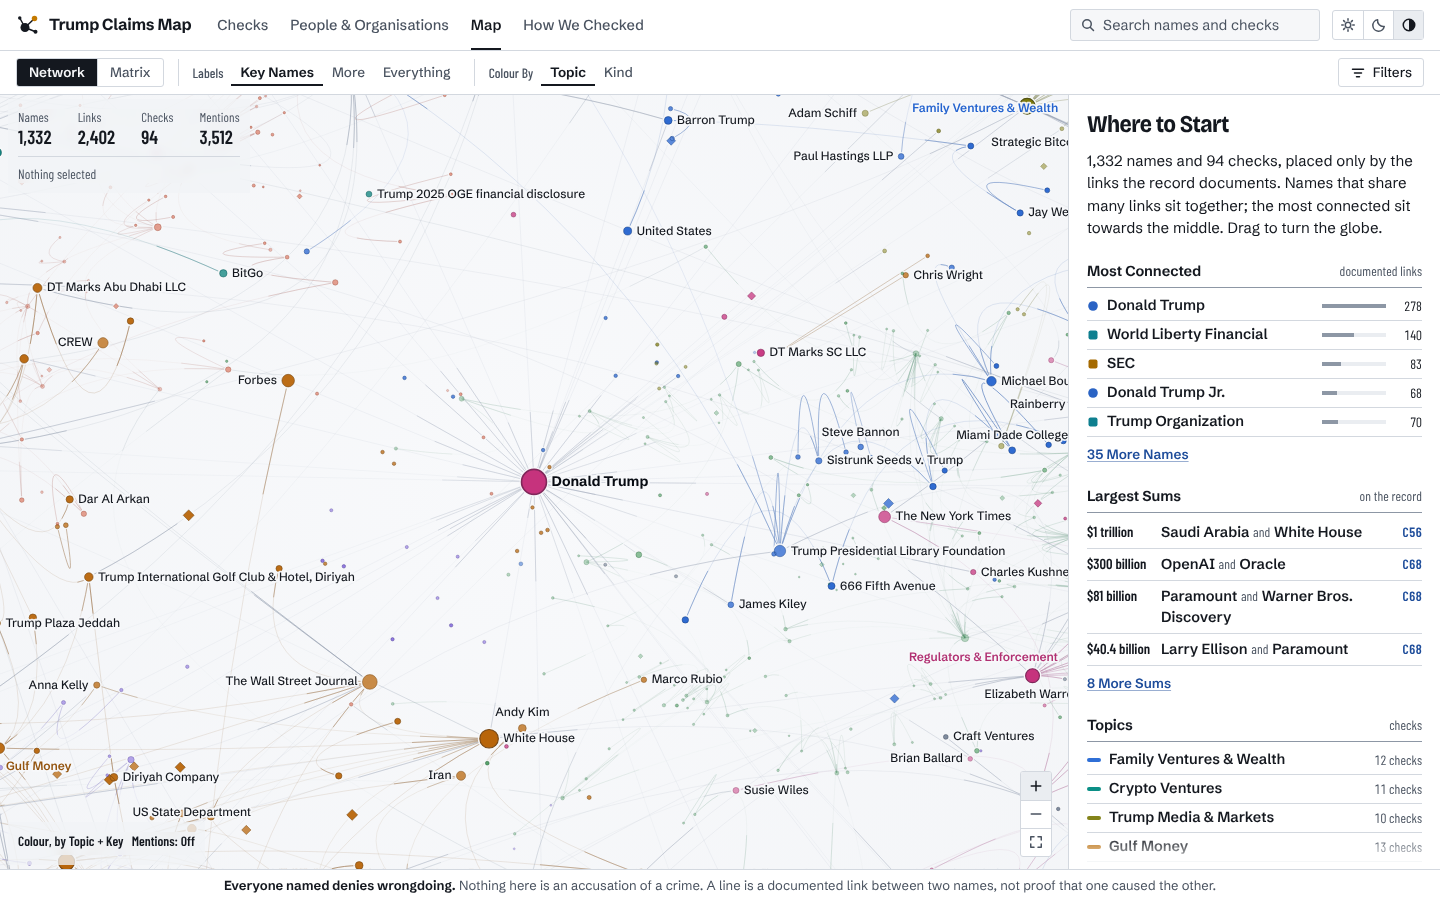 Trump Claims Map
Checks
People & Organisations
Map
How We Checked
Search names and checks
Network
Matrix
Labels
Key Names
More
Everything
Colour By
Topic
Kind
Filters
Names
Links
Checks
Mentions
1,332
2,402
94
3,512
Nothing selected
Barron Trump
Adam Schiff
Family Ventures & Wealth
Strategic Bitco
Paul Hastings LLP
Trump 2025 OGE financial disclosure
Jay We
United States
BitGo
Chris Wright
DT Marks Abu Dhabi LLC
CREW
DT Marks SC LLC
Forbes
Michael Bou
Rainberry
Steve Bannon
Miami Dade College
Sistrunk Seeds v. Trump
Donald Trump
Dar Al Arkan
The New York Times
Trump Presidential Library Foundation
Trump International Golf Club & Hotel, Diriyah
Charles Kushne
666 Fifth Avenue
James Kiley
Trump Plaza Jeddah
Regulators & Enforcement
Anna Kelly
The Wall Street Journal
Marco Rubio
Elizabeth Warre
Andy Kim
White House
Craft Ventures
Gulf Money
Diriyah Company
Iran
Brian Ballard
Susie Wiles
US State Department
Colour, by Topic + Key
Mentions: Off
Where to Start
1,332 names and 94 checks, placed only by the
links the record documents. Names that share
many links sit together; the most connected sit
towards the middle. Drag to turn the globe.
Most Connected
documented links
Donald Trump 278
World Liberty Financial 140
SEC 83
Donald Trump Jr. 68
Trump Organization 70
35 More Names
Largest Sums
on the record
$1 trillion Saudi Arabia and White House C56
$300 billion OpenAI and Oracle C68
$81 billion Paramount and Warner Bros. C68
Discovery
$40.4 billion Larry Ellison and Paramount C68
8 More Sums
Topics
checks
Family Ventures & Wealth 12 checks
Crypto Ventures 11 checks
Trump Media & Markets 10 checks
Gulf Money 13 checks
Everyone named denies wrongdoing. Nothing here is an accusation of a crime. A line is a documented link between two names, not proof that one caused the other.